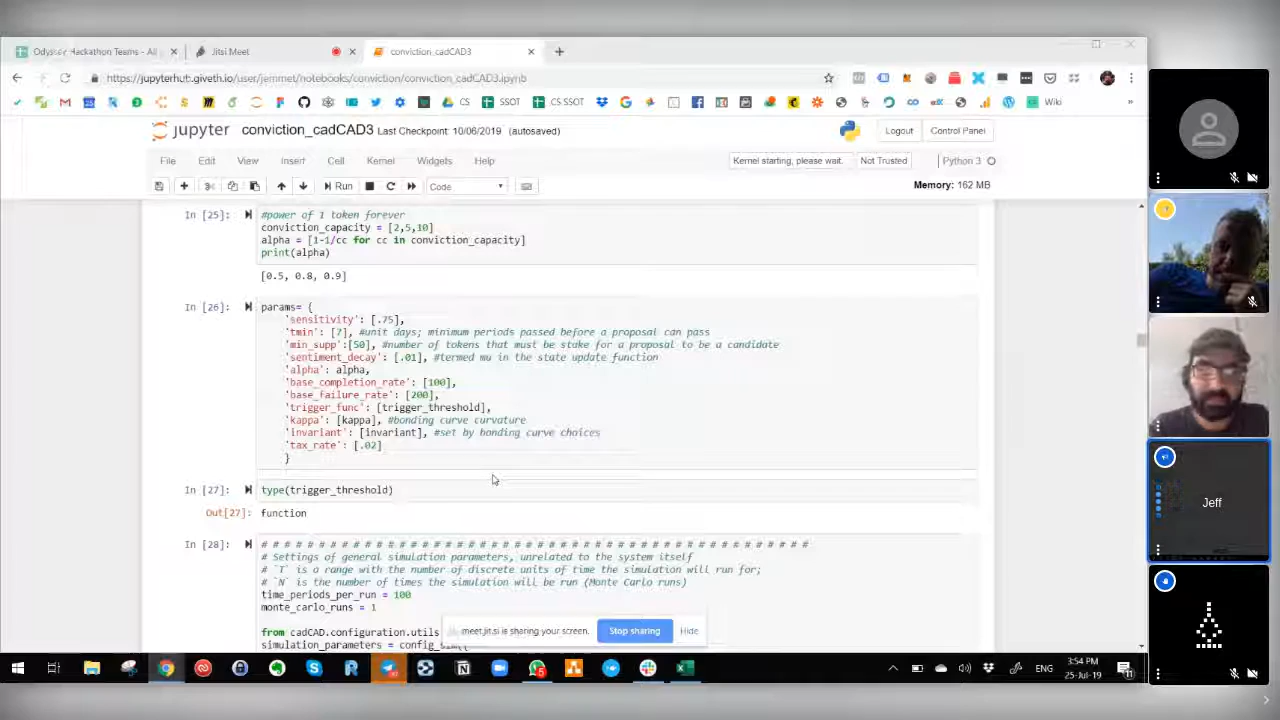 Odyssey Hackathon Teams - All
Jitsi Meet
conviction_cadCAD3
https://jupyterhub.giveth.io/user/jemmet/notebooks/conviction/conviction_cadCAD3.ipynb
CS
SSOT
CS SSOT
Wiki
jupyter conviction_cadCAD3 Last Checkpoint: 10/06/2019 (autosaved)
Logout
Control Panel
File Edit View Insert Cell Kernel Widgets Help
Kernel starting, please wait.
Not Trusted
Python 3
Run
Code
Memory: 162 MB
In [25]:
#power of 1 token forever
conviction_capacity = [2,5,10]
alpha = [1-1/cc for cc in conviction_capacity]
print(alpha)
[0.5, 0.8, 0.9]
In [26]:
params= {
'sensitivity': [.75],
'tmin': [7], #unit days; minimum periods passed before a proposal can pass
'min_supp':[50], #number of tokens that must be stake for a proposal to be a candidate
'sentiment_decay': [.01], #termed mu in the state update function
'alpha': alpha,
'base_completion_rate': [100],
'base_failure_rate': [200],
'trigger_func': [trigger_threshold],
'kappa': [kappa], #bonding curve curvature
'invariant': [invariant], #set by bonding curve choices
'tax_rate': [.02]
}
In [27]:
type(trigger_threshold)
Out[27]: function
In [28]:
# # # # # # # # # # # # # # # # # # # # # # # # # # # # # # # # # # # # # # # # # # # # # # # #
# Settings of general simulation parameters, unrelated to the system itself
# `T` is a range with the number of discrete units of time the simulation will run for;
# `N` is the number of times the simulation will be run (Monte Carlo runs)
time_periods_per_run = 100
monte_carlo_runs = 1
from cadCAD.configuration.utils
simulation_parameters = config_sim({
meet.jit.si is sharing your screen.
Stop sharing
Hide
Jeff
ENG
3:54 PM
25-Jul-19